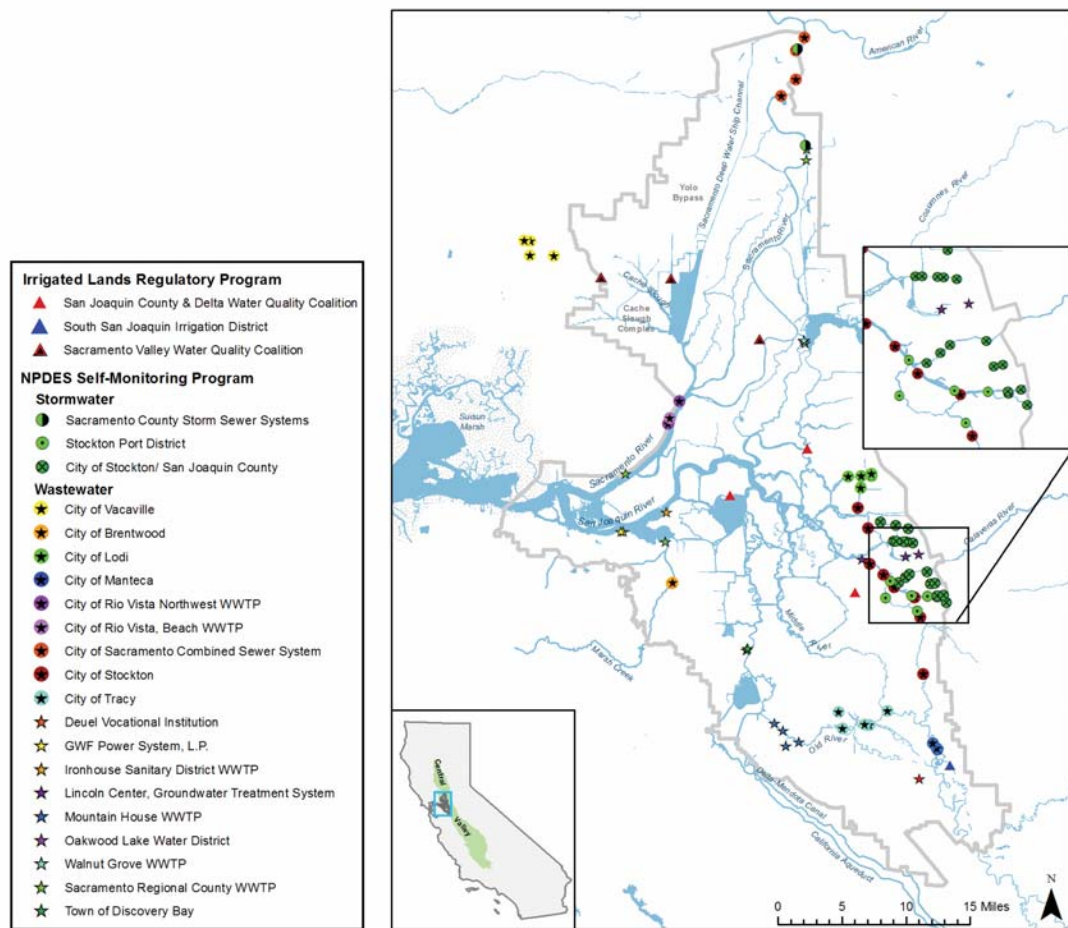 Irrigated Lands Regulatory Program
San Joaquin County & Delta Water Quality Coalition
South San Joaquin Irrigation District
Sacramento Valley Water Quality Coalition
NPDES Self-Monitoring Program
Stormwater
Sacramento County Storm Sewer Systems
Stockton Port District
City of Stockton/ San Joaquin County
Wastewater
City of Vacaville
City of Brentwood
City of Lodi
City of Manteca
City of Rio Vista Northwest WWTP
City of Rio Vista, Beach WWTP
City of Sacramento Combined Sewer System
City of Stockton
City of Tracy
Deuel Vocational Institution
GWF Power System, L.P.
Ironhouse Sanitary District WWTP
Lincoln Center, Groundwater Treatment System
Mountain House WWTP
Oakwood Lake Water District
Walnut Grove WWTP
Sacramento Regional County WWTP
Town of Discovery Bay
American River
Sacramento Deep Water Ship Channel
Yolo
Bypass
Cosumnes River
Sacramento River
Cache Slough
Cache
Slough
Complex
Suisun
Marsh
Sacramento River
San Joaquin River
Calaveras River
Middle
River
Marsh Creek
Old River
Delta Mendota Canal
California Aqueduct
Central
Valley
N
0 5 10 15 Miles